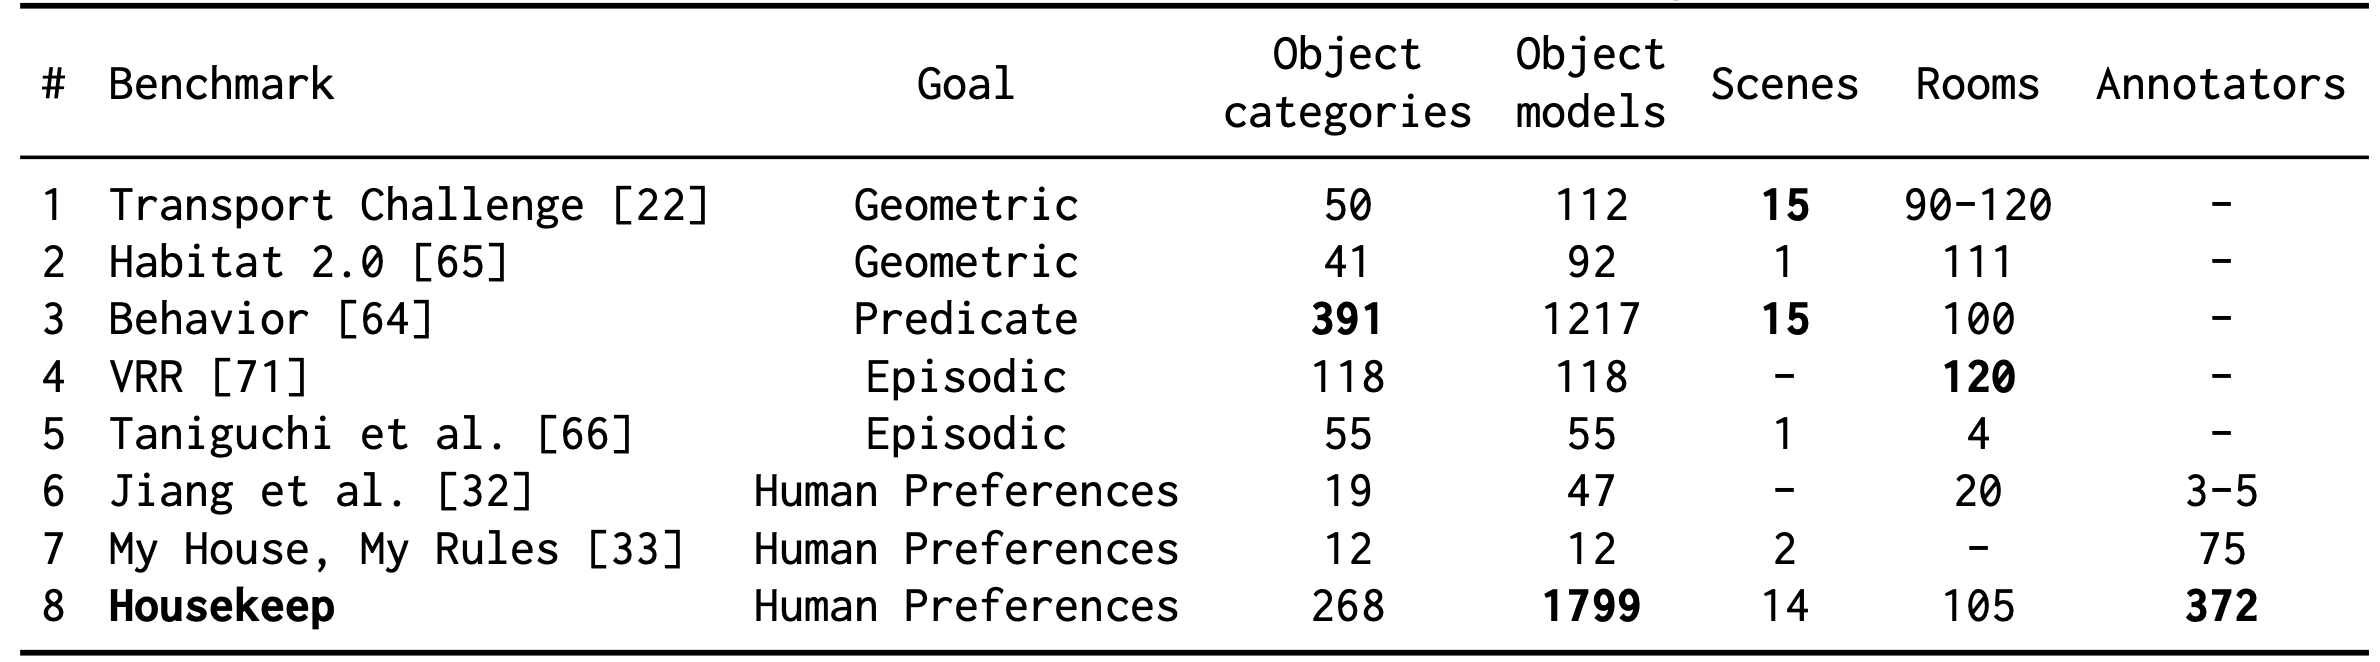 # Benchmark Goal Object categories Object models Scenes Rooms Annotators
1 Transport Challenge [22] Geometric 50 112 15 90-120 -
2 Habitat 2.0 [65] Geometric 41 92 1 111 -
3 Behavior [64] Predicate 391 1217 15 100 -
4 VRR [71] Episodic 118 118 - 120 -
5 Taniguchi et al. [66] Episodic 55 55 1 4 -
6 Jiang et al. [32] Human Preferences 19 47 - 20 3-5
7 My House, My Rules [33] Human Preferences 12 12 2 - 75
8 Housekeep Human Preferences 268 1799 14 105 372